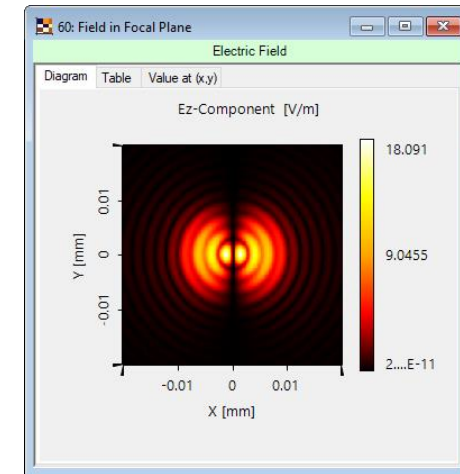 60: Field in Focal Plane
Electric Field
Diagram Table Value at (x,y)
Ez-Component [V/m]
18.091
0.01
9.0455
Y [mm]
0
-0.01
2....E-11
-0.01 0 0.01
X [mm]